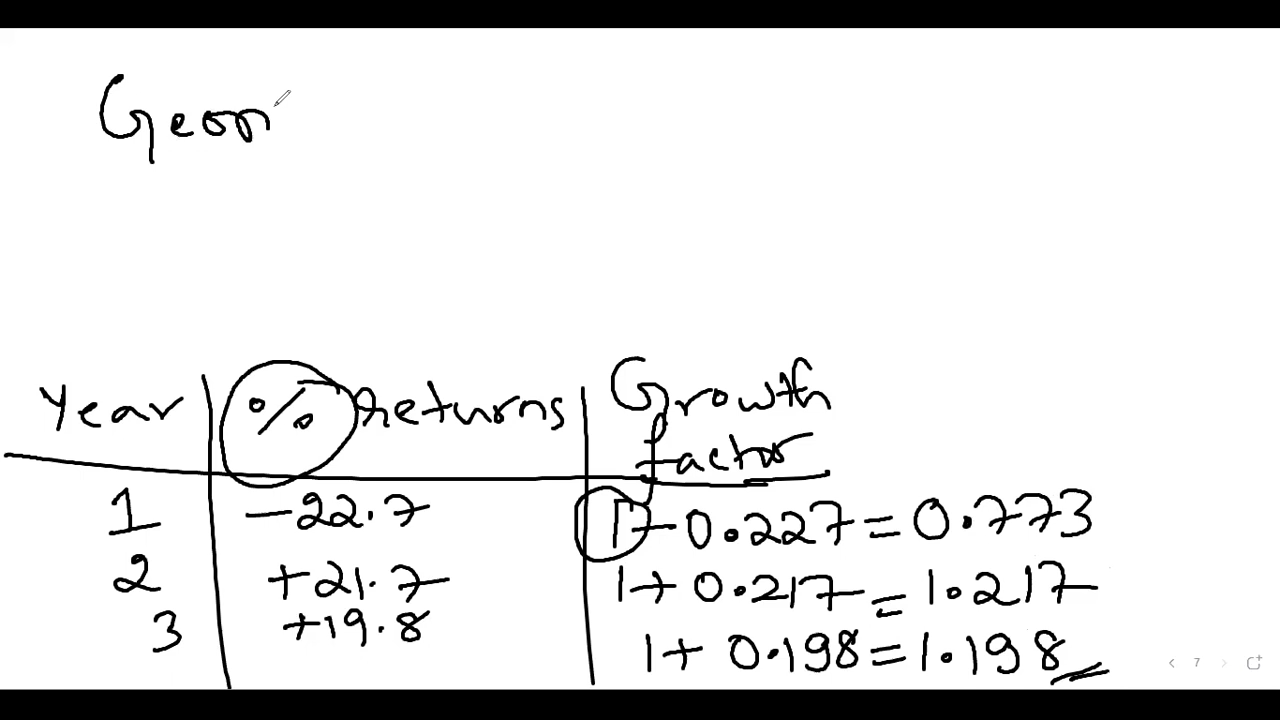 Geom
Year % Returns Growth
factor
1 -22.7 1-0.227=0.773
2 +21.7 1+0.217=1.217
3 +19.8 1+0.198=1.198
7